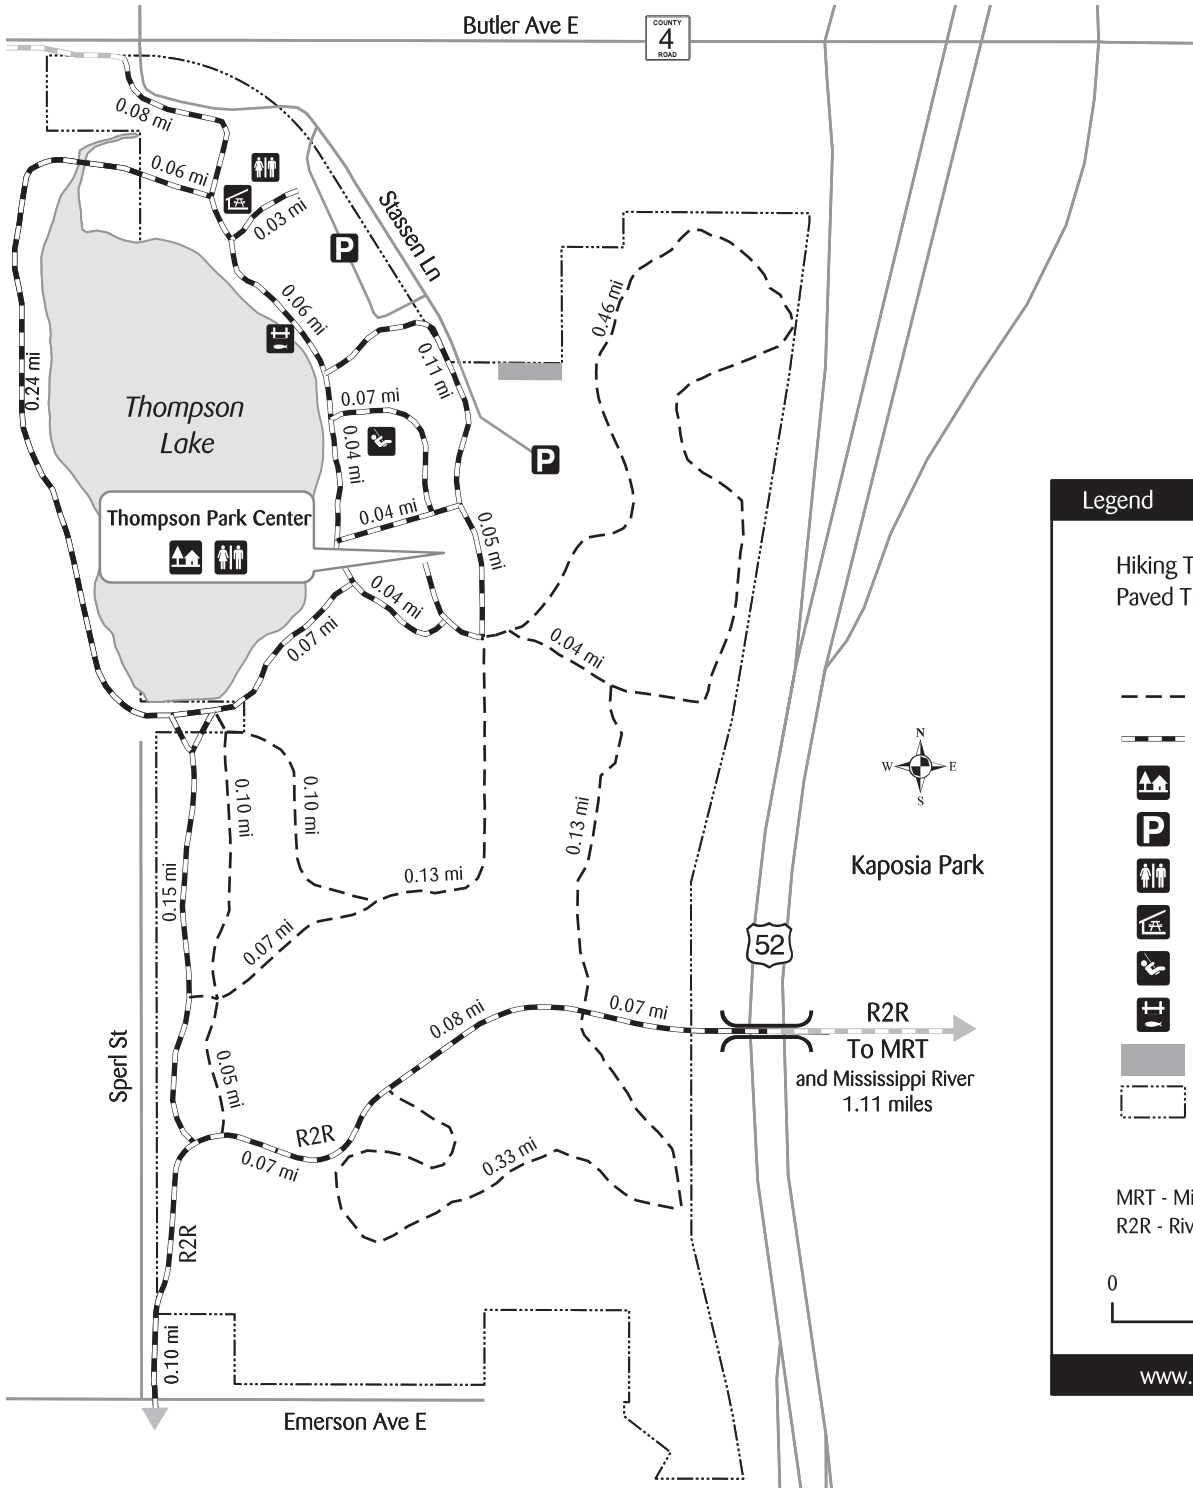 Butler Ave E
COUNTY
4
ROAD
0.08 mi
0.06 mi
0.03 mi
P
Stassen Ln
0.06 mi
0.46 mi
0.11 mi
0.24 mi
0.07 mi
Thompson
Lake
0.04 mi
P
Thompson Park Center
0.04 mi
0.05 mi
0.04 mi
0.07 mi
0.04 mi
Legend
Hiking T
Paved T
N
W E
S
P
0.10 mi
0.10 mi
0.13 mi
0.13 mi
0.15 mi
Kaposia Park
0.07 mi
52
0.08 mi
0.07 mi
R2R
To MRT
and Mississippi River
1.11 miles
Sperl St
0.05 mi
R2R
0.07 mi
0.33 mi
R2R
MRT - Mi
R2R - Riv
0
0.10 mi
www.
Emerson Ave E